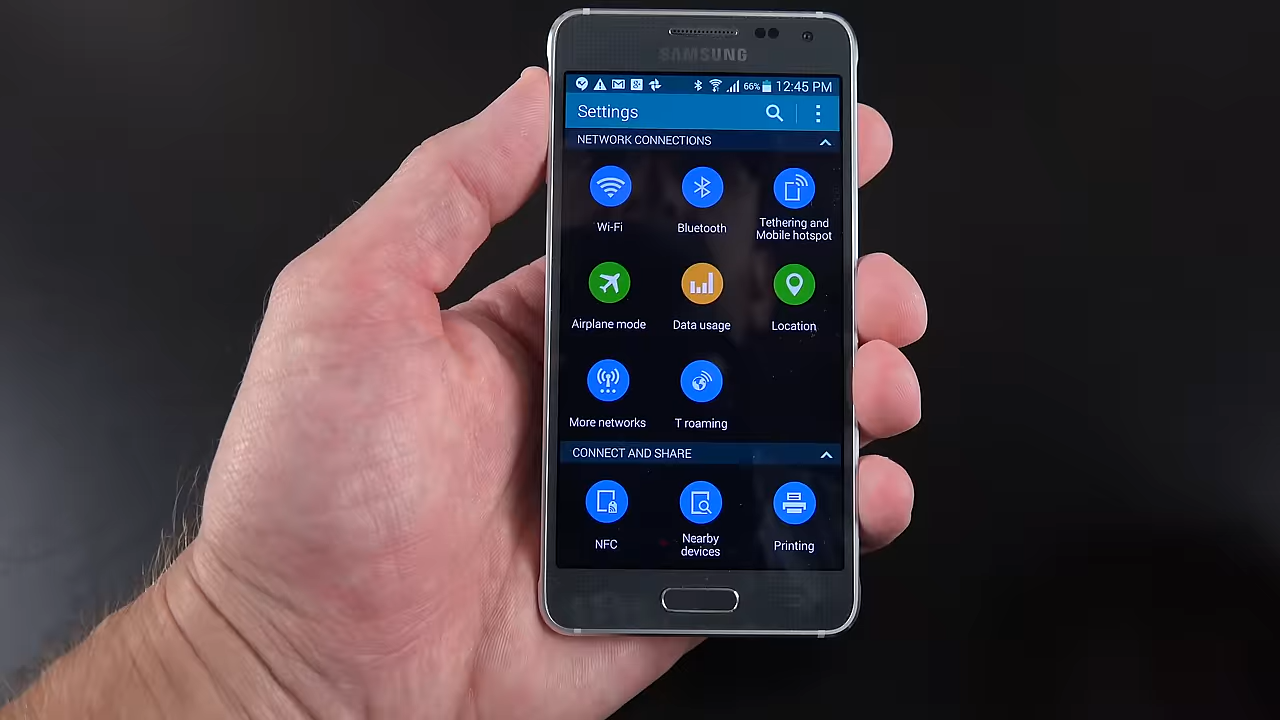 SAMSUNG
66% 12:45 PM
Settings
NETWORK CONNECTIONS
Wi-Fi
Bluetooth
Tethering and
Mobile hotspot
Airplane mode
Data usage
Location
More networks
T roaming
CONNECT AND SHARE
NFC
Nearby
devices
Printing